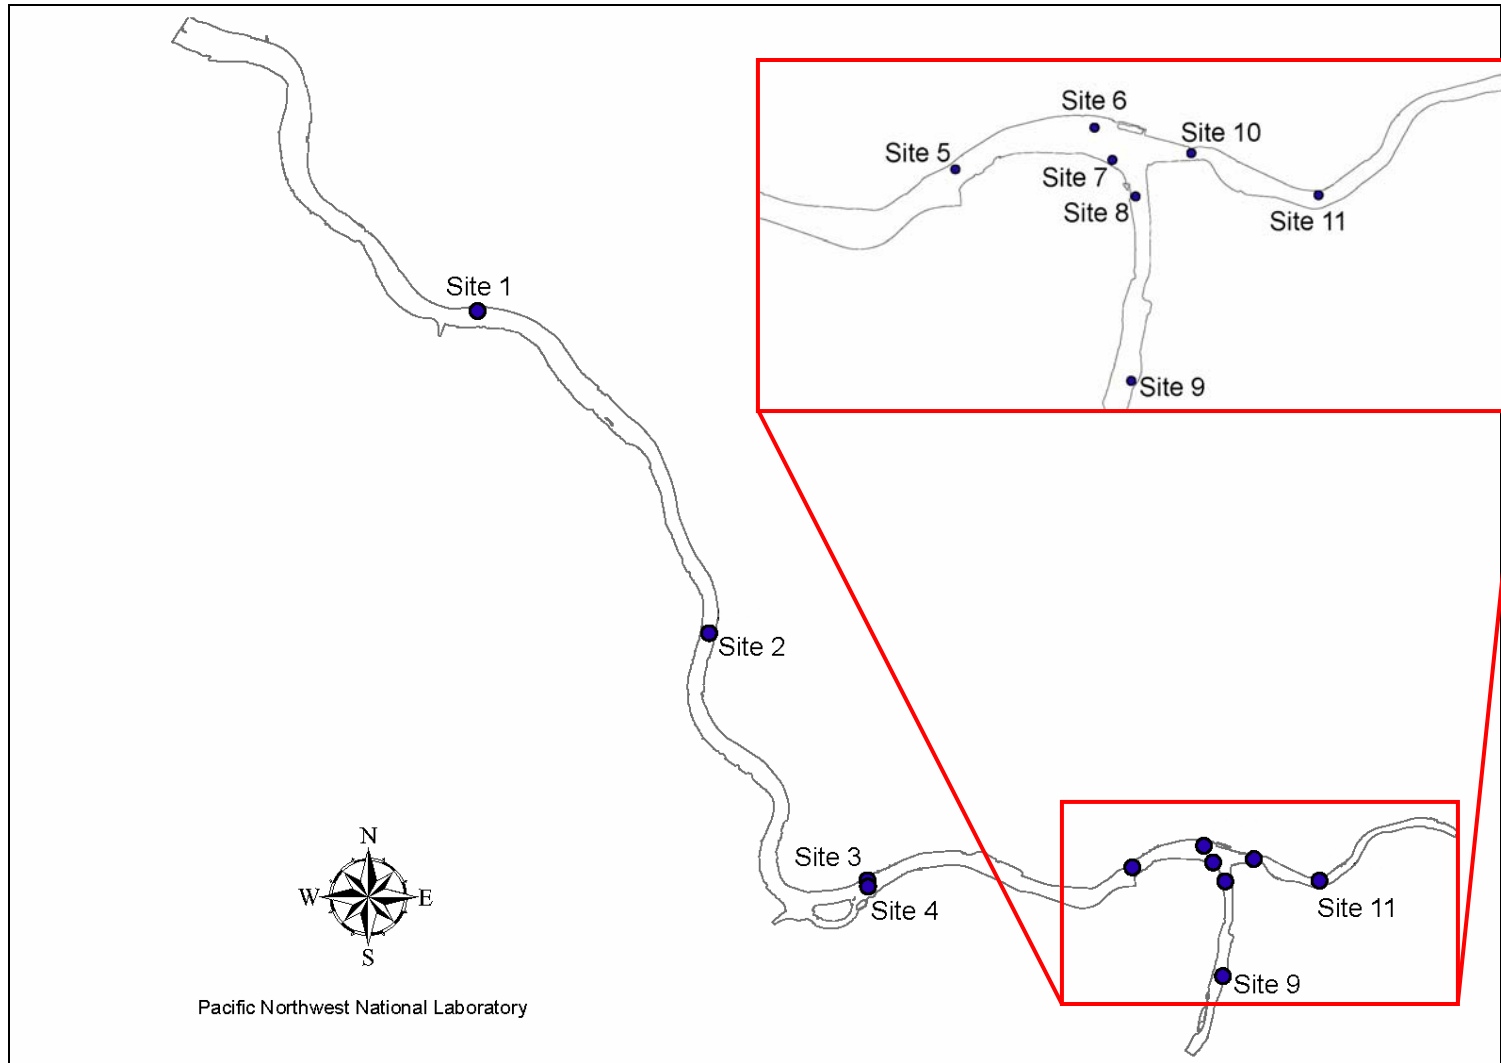 Site 6
Site 10
Site 5
Site 7
Site 8
Site 11
Site 1
Site 9
Site 2
Site 3
Site 4
Site 11
Site 9
N
W
E
S
Pacific Northwest National Laboratory